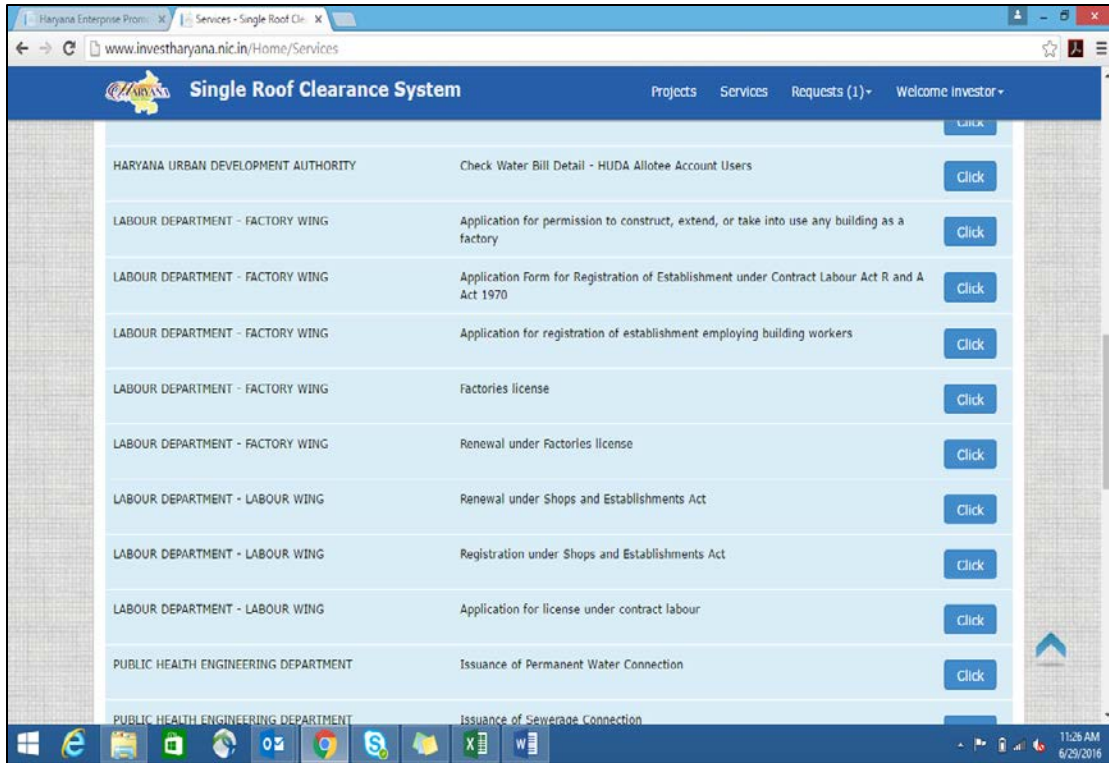 Haryana Enterprise Prom
Services - Single Roof Cle
www.investharyana.nic.in/Home/Services
Single Roof Clearance System
Projects Services Requests (1) Welcome Investor
Click
HARYANA URBAN DEVELOPMENT AUTHORITY Check Water Bill Detail - HUDA Allotee Account Users Click
LABOUR DEPARTMENT - FACTORY WING Application for permission to construct, extend, or take into use any building as a
factory Click
LABOUR DEPARTMENT - FACTORY WING Application Form for Registration of Establishment under Contract Labour Act R and A
Act 1970 Click
LABOUR DEPARTMENT - FACTORY WING Application for registration of establishment employing building workers Click
LABOUR DEPARTMENT - FACTORY WING Factories license Click
LABOUR DEPARTMENT - FACTORY WING Renewal under Factories license Click
LABOUR DEPARTMENT - LABOUR WING Renewal under Shops and Establishments Act Click
LABOUR DEPARTMENT - LABOUR WING Registration under Shops and Establishments Act Click
LABOUR DEPARTMENT - LABOUR WING Application for license under contract labour Click
PUBLIC HEALTH ENGINEERING DEPARTMENT Issuance of Permanent Water Connection Click
PUBLIC HEALTH ENGINEERING DEPARTMENT Issuance of Sewerage Connection
11:26 AM
6/29/2016